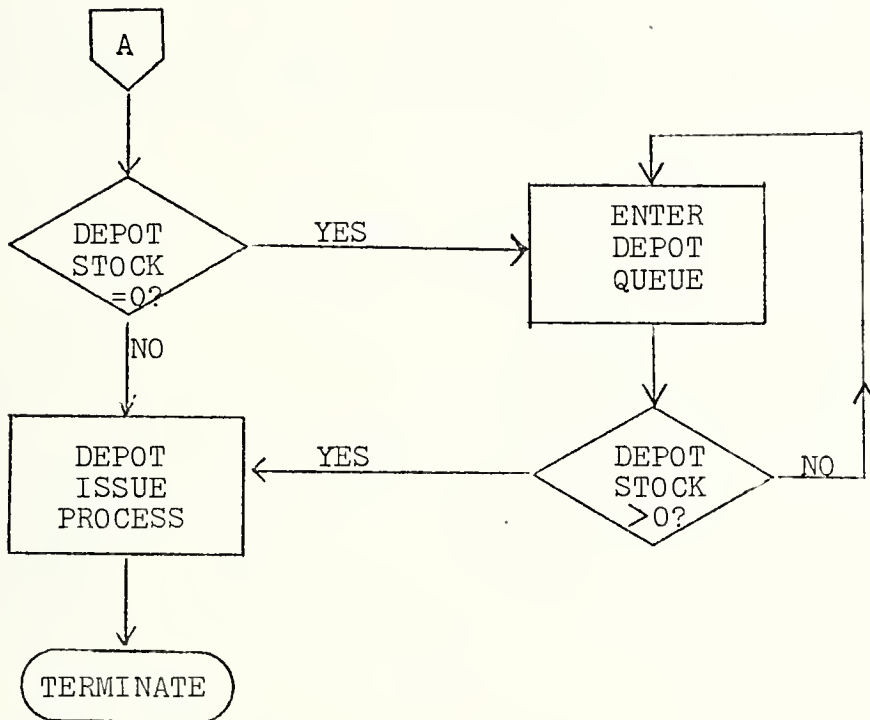 A
DEPOT
STOCK
=0?
YES
ENTER
DEPOT
QUEUE
NO
DEPOT
ISSUE
PROCESS
YES
DEPOT
STOCK
>0?
NO
TERMINATE